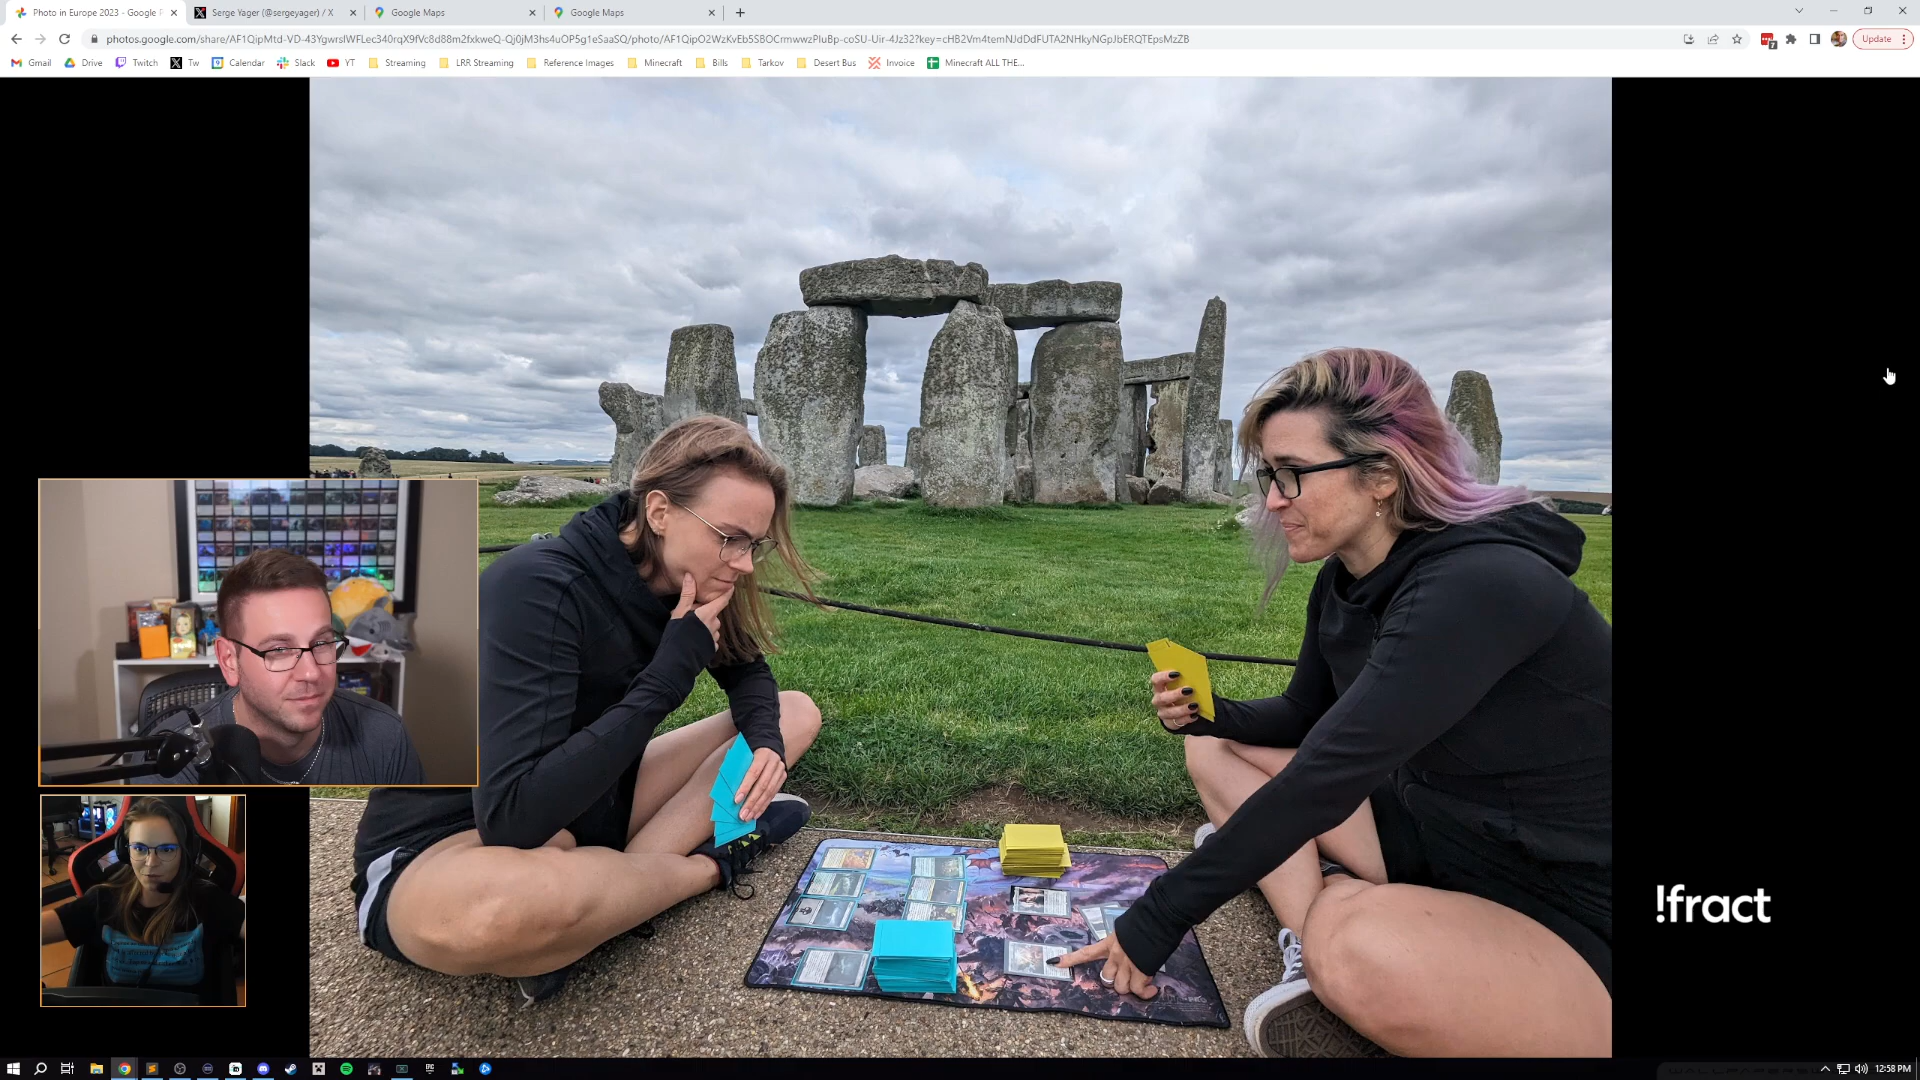 Photo in Europe 2023 - Google P
Serge Yager (@sergeyager) / X
Google Maps
Google Maps
photos.google.com/share/AF1QipMtd-VD-43YgwrsIWFLec340rqX9fVc8d88m2fxkweQ-Qj0jM3hs4uOP5g1eSaaSQ/photo/AF1QipO2WzKvEb5SBOCrmwwzPIuBp-coSU-Uir-4Jz32?key=cHB2Vm4temNJdDdFUTA2NHkyNGpJbERQTEpsMzZB
Update
Gmail
Drive
Twitch
Tw
Calendar
Slack
YT
Streaming
LRR Streaming
Reference Images
Minecraft
Bills
Tarkov
Desert Bus
Invoice
Minecraft ALL THE...
!fract
12:58 PM